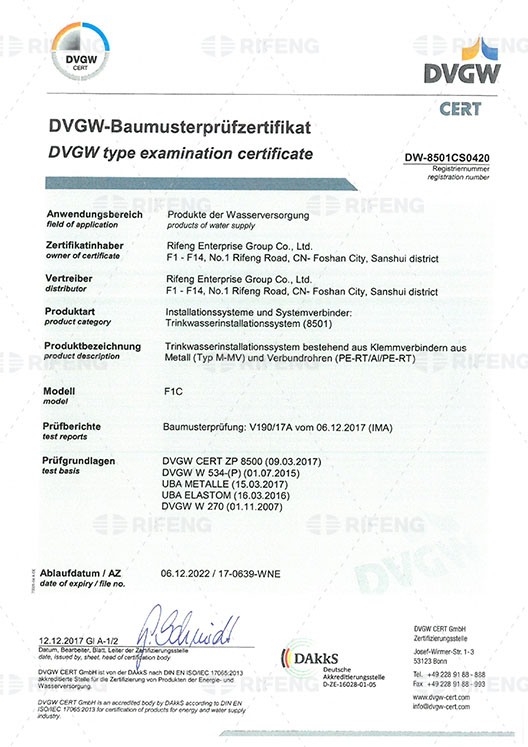 DVGW
CERT
DVGW
CERT
DVGW-Baumusterprüfzertifikat
DVGW type examination certificate
DW-8501CS0420
Registriernummer
registration number
Anwendungsbereich
field of application
Produkte der Wasserversorgung
products of water supply
Zertifikatinhaber
owner of certificate
Rifeng Enterprise Group Co., Ltd.
F1 - F14, No.1 Rifeng Road, CN- Foshan City, Sanshui district
Vertreiber
distributor
Rifeng Enterprise Group Co., Ltd.
F1 - F14, No.1 Rifeng Road, CN- Foshan City, Sanshui district
Produktart
product category
Installationssysteme und Systemverbinder:
Trinkwasserinstallationssystem (8501)
Produktbezeichnung
product description
Trinkwasserinstallationssystem bestehend aus Klemmverbindern aus
Metall (Typ M-MV) und Verbundrohren (PE-RT/Al/PE-RT)
Modell
model
F1C
Prüfberichte
test reports
Baumusterprüfung: V190/17A vom 06.12.2017 (IMA)
Prüfgrundlagen
test basis
DVGW CERT ZP 8500 (09.03.2017)
DVGW W 534-(P) (01.07.2015)
UBA METALLE (15.03.2017)
UBA ELASTOM (16.03.2016)
DVGW W 270 (01.11.2007)
DVGW
Ablaufdatum / AZ
date of expiry / file no.
06.12.2022 / 17-0639-WNE
12.12.2017 GI A-1/2
Datum, Bearbeiter, Blatt, Leiter der Zertifizierungsstelle
date, issued by, sheet, head of certification body
DVGW CERT GmbH ist von der DAkkS nach DIN EN ISO/IEC 17065:2013
akkreditierte Stelle für die Zertifizierung von Produkten der Energie- und
Wasserversorgung.
DVGW CERT GmbH is an accredited body by DAkkS according to DIN EN
ISO/IEC 17065:2013 for certification of products for energy and water supply
industry.
DAkkS
Deutsche
Akkreditierungsstelle
D-ZE-16028-01-05
DVGW CERT GmbH
Zertifizierungsstelle
Josef-Wirmer-Str. 1-3
53123 Bonn
Tel. +49 228 91 88 - 888
Fax +49 228 91 88 - 993
www.dvgw-cert.com
info@dvgw-cert.com
RIFENG